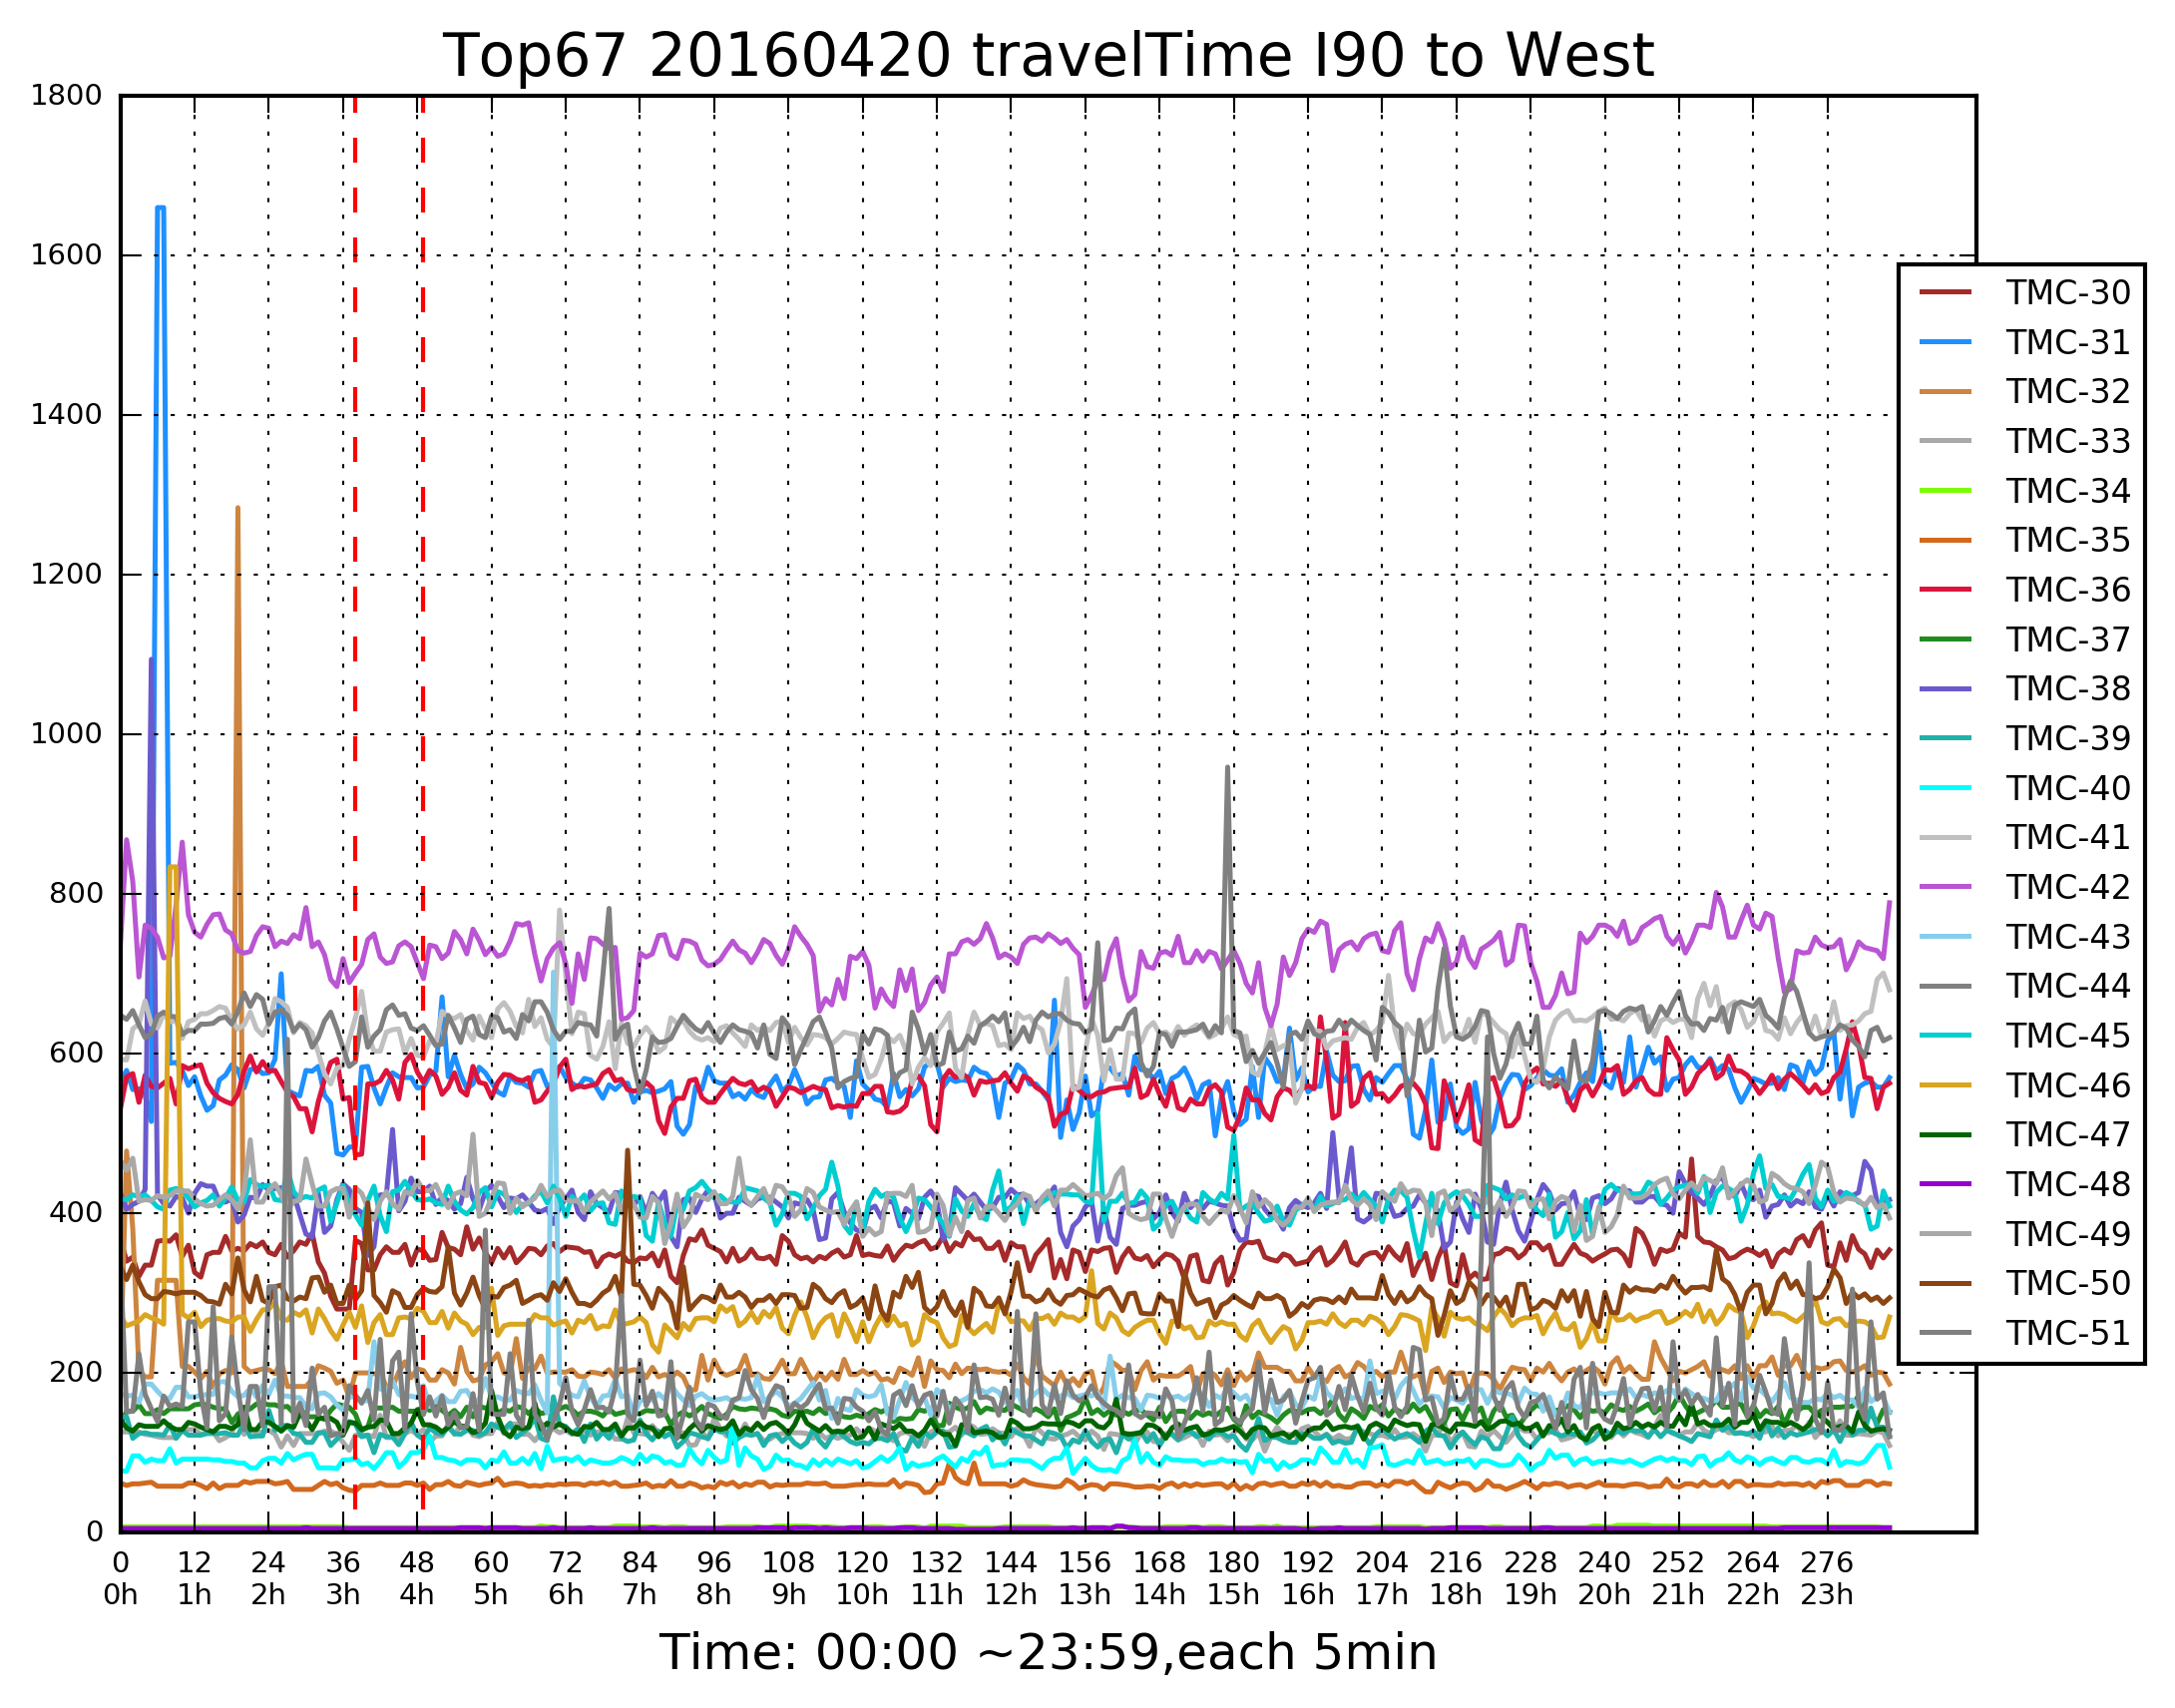 Top67 20160420 travelTime I90 to West
1800
1600
1400
1200
1000
800
600
400
200
0
TMC-30
TMC-31
TMC-32
TMC-33
TMC-34
TMC-35
TMC-36
TMC-37
TMC-38
TMC-39
TMC-40
TMC-41
TMC-42
TMC-43
TMC-44
TMC-45
TMC-46
TMC-47
TMC-48
TMC-49
TMC-50
TMC-51
0 12 24 36 48 60 72 84 96 108 120 132 144 156 168 180 192 204 216 228 240 252 264 276
0h 1h 2h 3h 4h 5h 6h 7h 8h 9h 10h 11h 12h 13h 14h 15h 16h 17h 18h 19h 20h 21h 22h 23h
Time: 00:00 ~23:59,each 5min